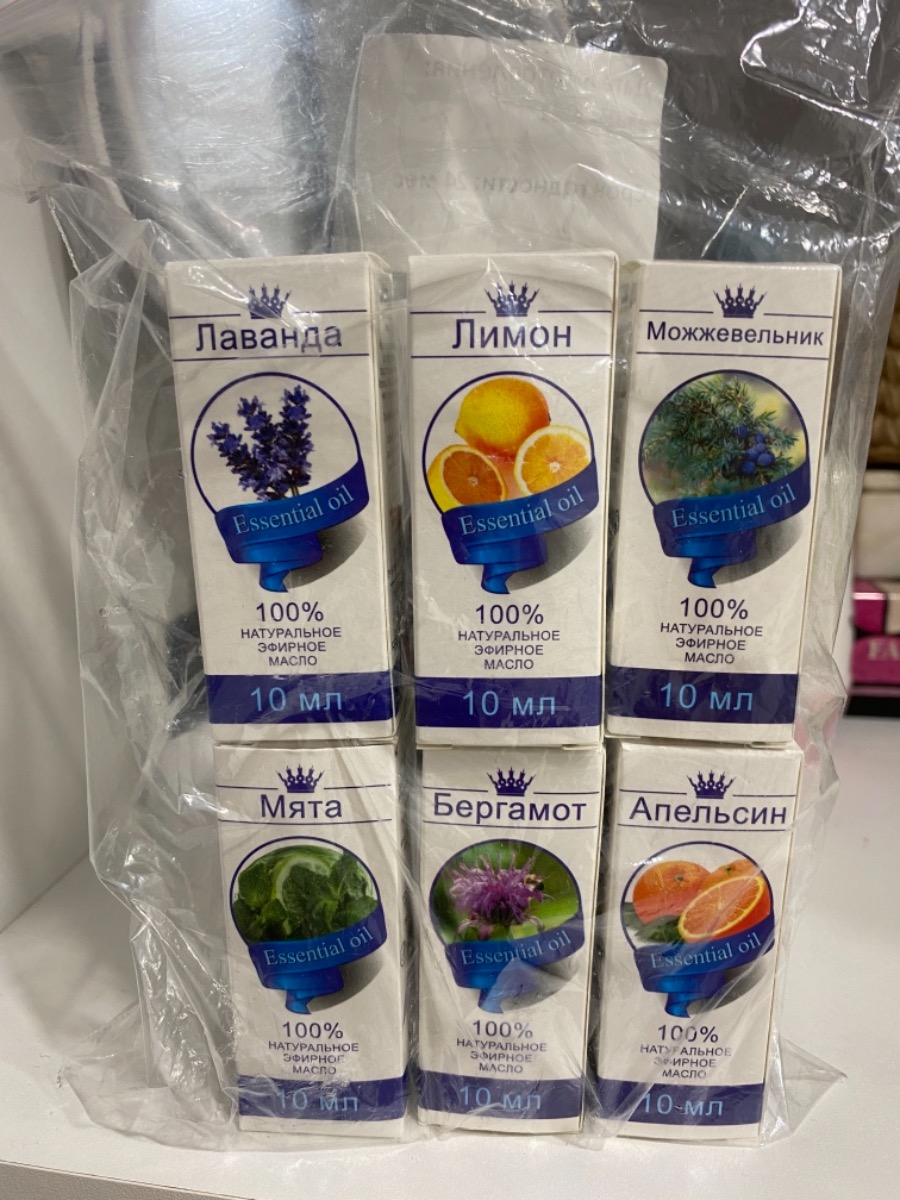 Лаванда
Essential oil
100%
НАТУРАЛЬНОЕ
ЭФИРНОЕ
МАСЛО
10 мл
Лимон
Essential oil
100%
НАТУРАЛЬНОЕ
ЭФИРНОЕ
МАСЛО
10 мл
Можжевельник
Essential oil
100%
НАТУРАЛЬНОЕ
ЭФИРНОЕ
МАСЛО
10 мл
Мята
Essential oil
100%
НАТУРАЛЬНОЕ
ЭФИРНОЕ
МАСЛО
10 мл
Бергамот
Essential oil
100%
НАТУРАЛЬНОЕ
ЭФИРНОЕ
МАСЛО
10 мл
Апельсин
Essential oil
100%
НАТУРАЛЬНОЕ
ЭФИРНОЕ
МАСЛО
10 мл